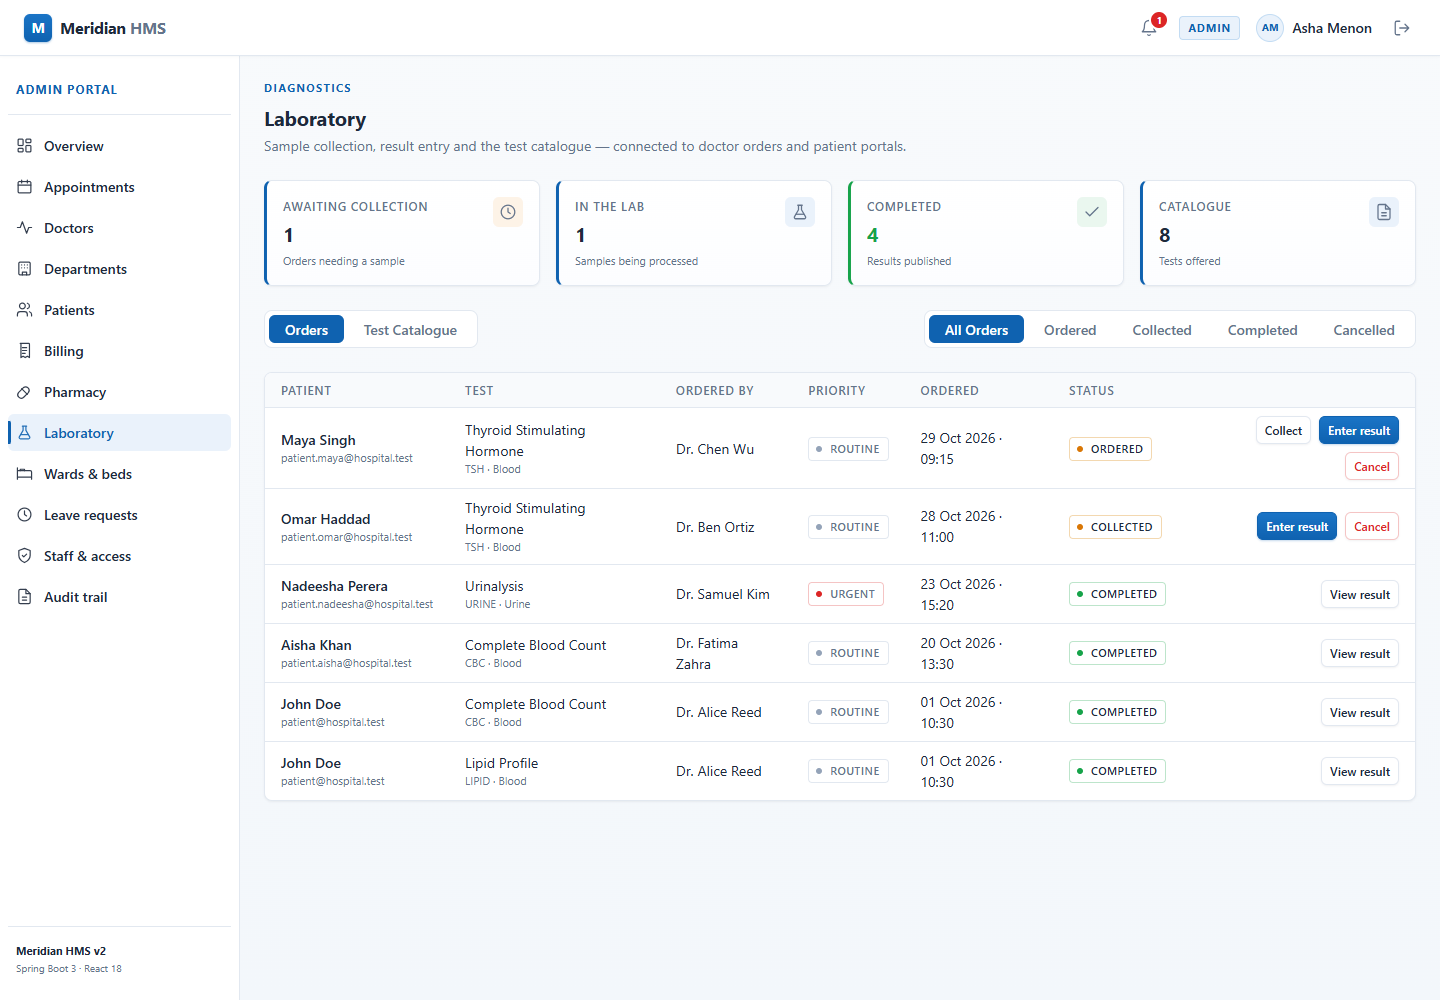 M Meridian HMS
1
ADMIN
AM Asha Menon
ADMIN PORTAL
Overview
Appointments
Doctors
Departments
Patients
Billing
Pharmacy
Laboratory
Wards & beds
Leave requests
Staff & access
Audit trail
Meridian HMS v2
Spring Boot 3 · React 18
DIAGNOSTICS
Laboratory
Sample collection, result entry and the test catalogue — connected to doctor orders and patient portals.
AWAITING COLLECTION
1
Orders needing a sample
IN THE LAB
1
Samples being processed
COMPLETED
4
Results published
CATALOGUE
8
Tests offered
Orders Test Catalogue
All Orders Ordered Collected Completed Cancelled
PATIENT TEST ORDERED BY PRIORITY ORDERED STATUS
Maya Singh
patient.maya@hospital.test
Thyroid Stimulating
Hormone
TSH · Blood
Dr. Chen Wu
ROUTINE
29 Oct 2026 ·
09:15
ORDERED
Collect Enter result
Cancel
Omar Haddad
patient.omar@hospital.test
Thyroid Stimulating
Hormone
TSH · Blood
Dr. Ben Ortiz
ROUTINE
28 Oct 2026 ·
11:00
COLLECTED
Enter result Cancel
Nadeesha Perera
patient.nadeesha@hospital.test
Urinalysis
URINE · Urine
Dr. Samuel Kim
URGENT
23 Oct 2026 ·
15:20
COMPLETED
View result
Aisha Khan
patient.aisha@hospital.test
Complete Blood Count
CBC · Blood
Dr. Fatima
Zahra
ROUTINE
20 Oct 2026 ·
13:30
COMPLETED
View result
John Doe
patient@hospital.test
Complete Blood Count
CBC · Blood
Dr. Alice Reed
ROUTINE
01 Oct 2026 ·
10:30
COMPLETED
View result
John Doe
patient@hospital.test
Lipid Profile
LIPID · Blood
Dr. Alice Reed
ROUTINE
01 Oct 2026 ·
10:30
COMPLETED
View result